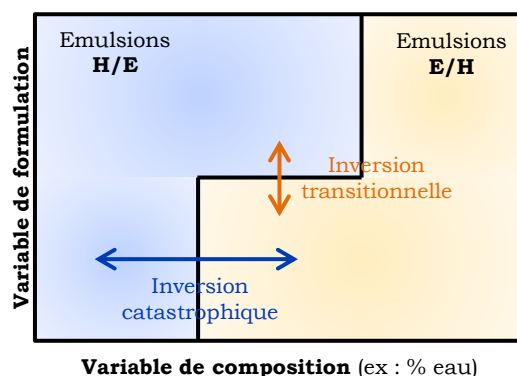 Emulsions
H/E
Emulsions
E/H
Inversion
transitionnelle
Inversion
catastrophique
Variable de formulation
Variable de composition (ex : % eau)